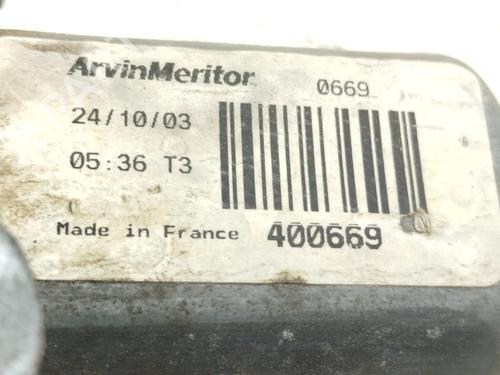 ArvinMeritor 0669
24/10/03
05:36 T3
Made in France 400669